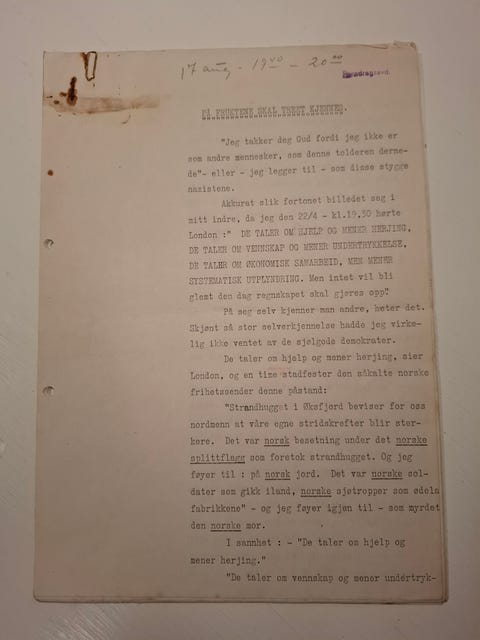 17 aug. - 19⁴⁰ - 20⁰⁰
Foredragsavd.
PÅ FRUKTENE SKAL TREET KJENNES.
"Jeg takker deg Gud fordi jeg ikke er
som andre mennesker, som denne tolderen derne-
de"- eller - jeg legger til - som disse stygge
nazistene.
Akkurat slik fortonet billedet seg i
mitt indre, da jeg den 22/4 - kl.19,30 hørte
London :" DE TALER OM HJELP OG MENER HERJING,
DE TALER OM VENNSKAP OG MENER UNDERTRYKKELSE,
DE TALER OM ØKONOMISK SAMARBEID, MEN MENER
SYSTEMATISK UTPLYNDRING. Men intet vil bli
glemt den dag regnskapet skal gjøres opp".
På seg selv kjenner man andre, heter det.
Skjønt så stor selverkjennelse hadde jeg virke-
lig ikke ventet av de sjølgode demokrater.
De taler om hjelp og mener herjing, sier
London, og en time stadfester den såkalte norske
frihetssender denne påstand:
"Strandhugget i Øksfjord beviser for oss
nordmenn at våre egne stridskrefter blir ster-
kere. Det var norsk besetning under det norske
splittflagg som foretok strandhugget. Og jeg
føyer til : på norsk jord. Det var norske sol-
dater som gikk iland, norske sjøtropper som ødela
fabrikkene" - og jeg føyer igjen til - som myrdet
den norske mor.
I sannhet : - "De taler om hjelp og
mener herjing."
"De taler om vennskap og mener undertryk-